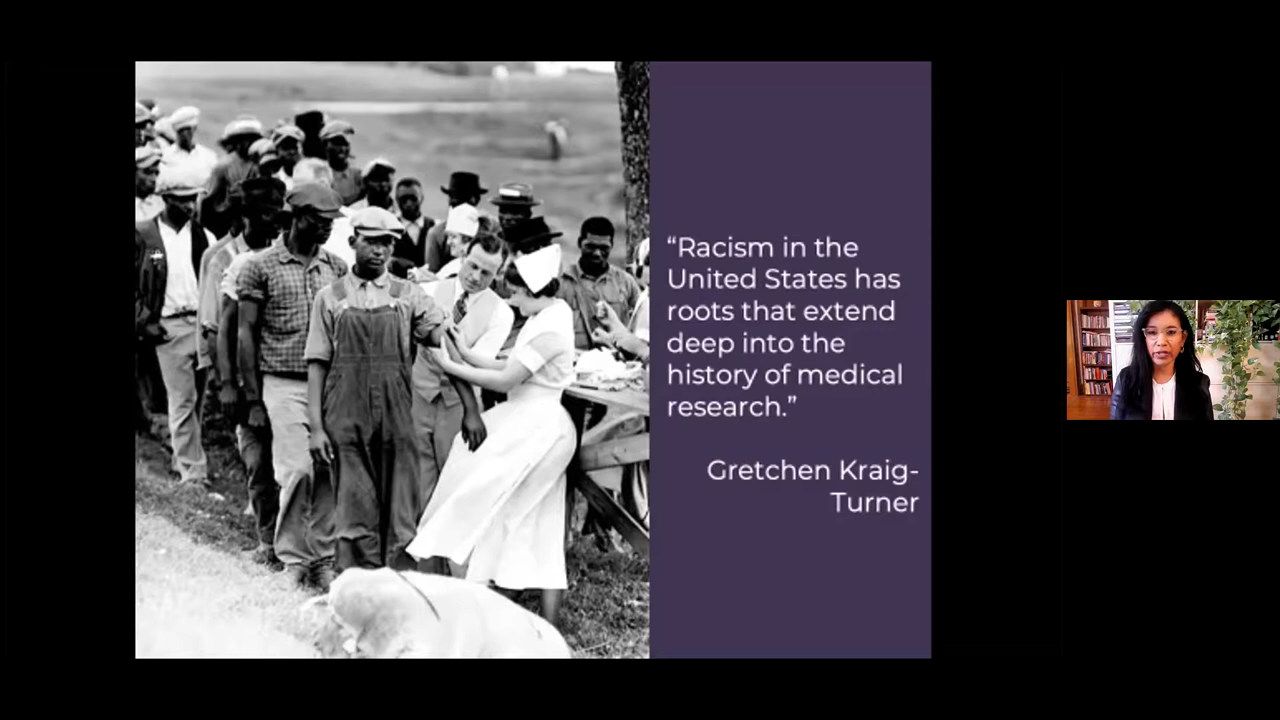 “Racism in the
United States has
roots that extend
deep into the
history of medical
research.”
Gretchen Kraig-
Turner